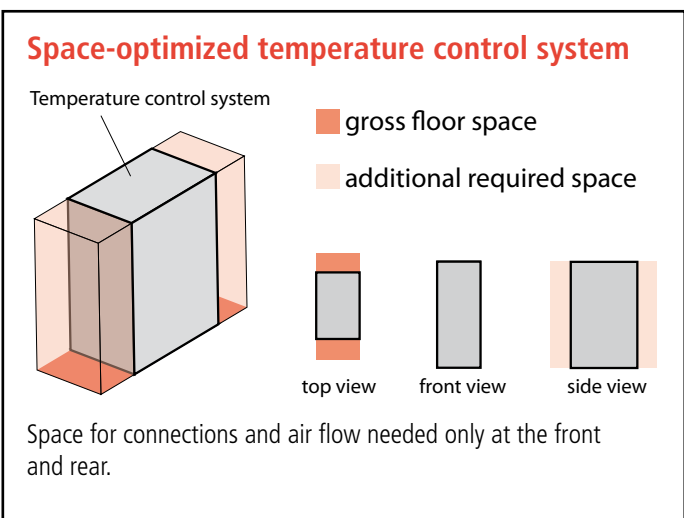 Space-optimized temperature control system
Temperature control system
gross floor space
additional required space
top view
front view
side view
Space for connections and air flow needed only at the front
and rear.